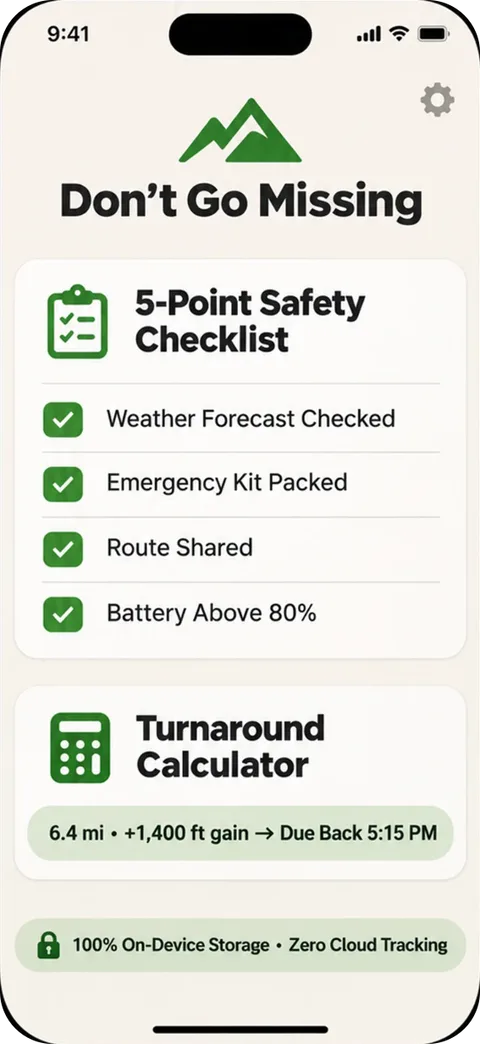 9:41
Don’t Go Missing
5-Point Safety
Checklist
Weather Forecast Checked
Emergency Kit Packed
Route Shared
Battery Above 80%
Turnaround
Calculator
6.4 mi • +1,400 ft gain → Due Back 5:15 PM
100% On-Device Storage • Zero Cloud Tracking